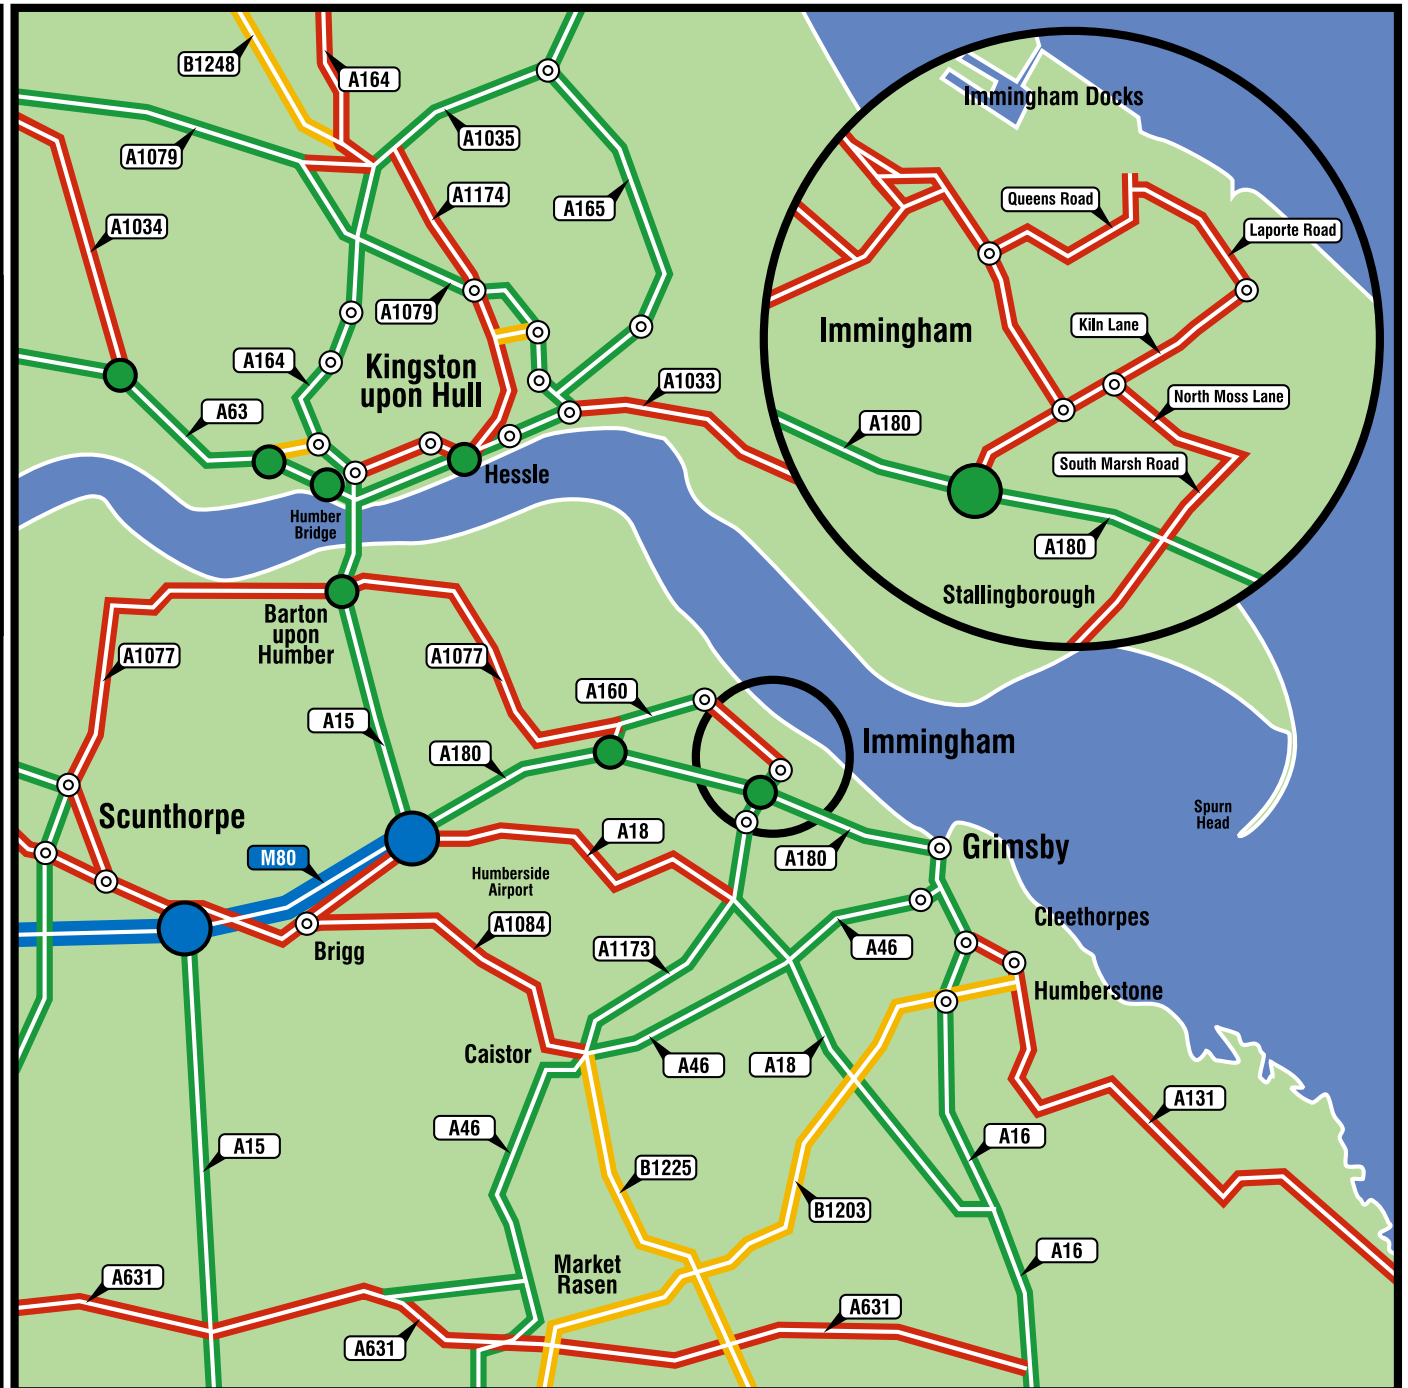 B1248
A164
Immingham Docks
A1035
A1079
A1174
Queens Road
A165
A1034
Laporte Road
A1079
Kiln Lane
Immingham
A164
Kingston
upon Hull
A1033
North Moss Lane
A63
A180
South Marsh Road
Hessle
Humber
Bridge
A180
Stallingborough
Barton
upon
Humber
A1077
A1077
A160
A15
A180
Immingham
Scunthorpe
Spurn
Head
A18
M80
A180
Grimsby
Humberside
Airport
Cleethorpes
A1084
A1173
A46
Brigg
Humberstone
Caistor
A46
A18
A131
A46
A16
A15
B1225
B1203
A16
Market
Rasen
A631
A631
A631